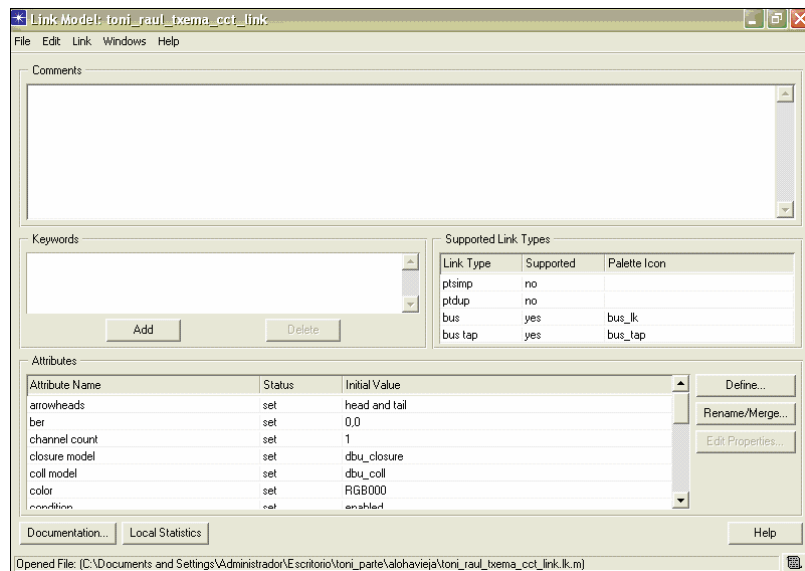 Link Model: toni_raul_txema_cct_link
File Edit Link Windows Help
Comments
Keywords
Add Delete
Supported Link Types
Link Type Supported Palette Icon
ptsimp no
ptdup no
bus yes bus_lk
bus tap yes bus_tap
Attributes
Attribute Name Status Initial Value
arrowheads set head and tail
ber set 0,0
channel count set 1
closure model set dbu_closure
coll model set dbu_coll
color set RGB000
condition set enabled
Define...
Rename/Merge...
Edit Properties...
Documentation... Local Statistics Help
Opened File: (C:\Documents and Settings\Administrador\Escritorio\toni_parte\alohavieja\toni_raul_txema_cct_link.lk.m)